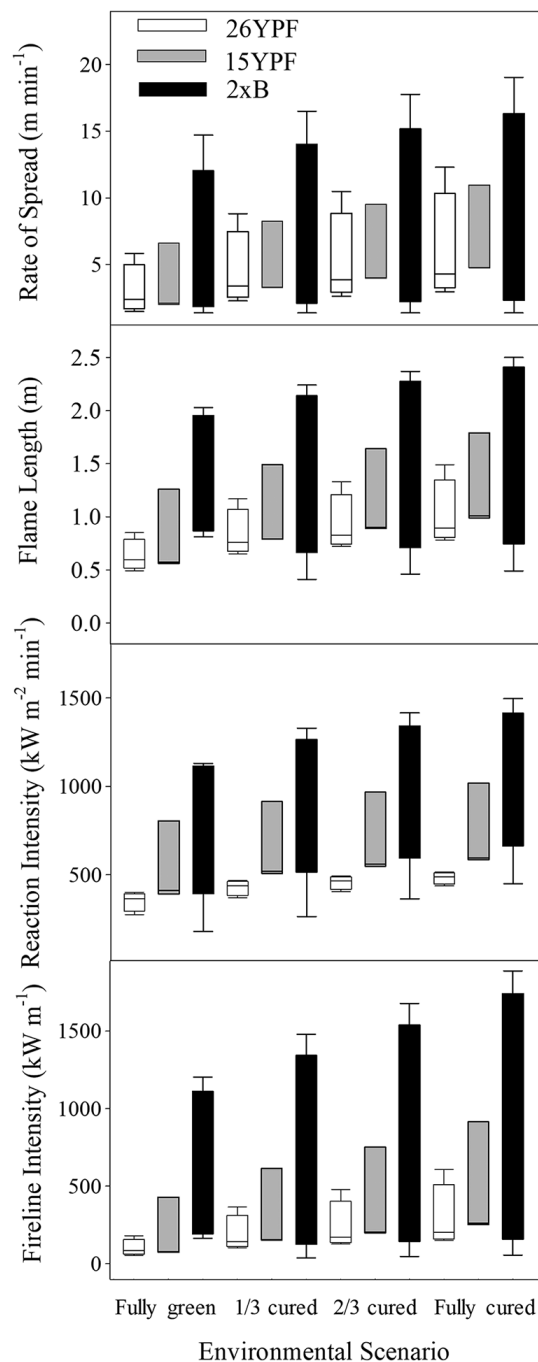 26YPF
15YPF
2xB
Rate of Spread (m min⁻¹)
20
15
10
5
Flame Length (m)
2.5
2.0
1.5
1.0
0.5
0.0
Reaction Intensity (kW m⁻² min⁻¹)
1500
1000
500
Fireline Intensity (kW m⁻¹)
1500
1000
500
0
Fully green 1/3 cured 2/3 cured Fully cured
Environmental Scenario